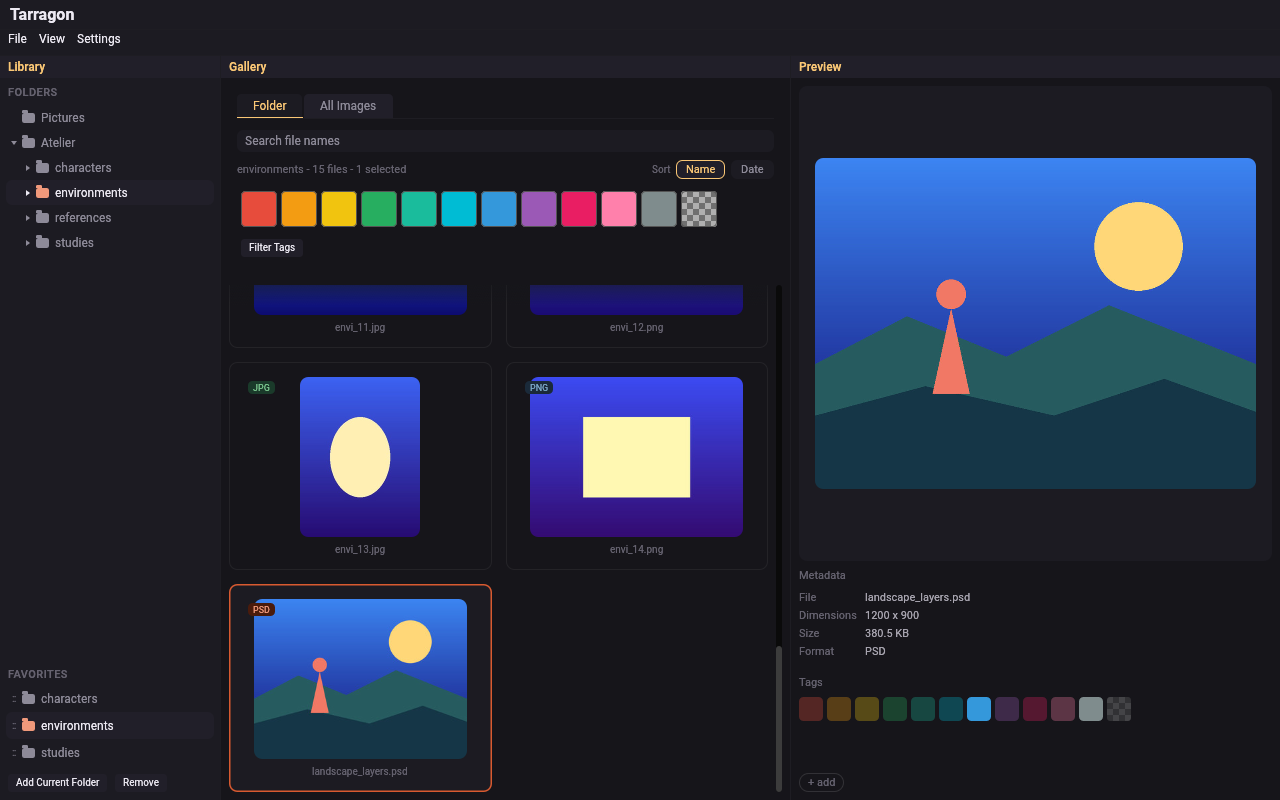 Tarragon
File View Settings
Library
FOLDERS
Pictures
Atelier
characters
environments
references
studies
FAVORITES
characters
environments
studies
Add Current Folder Remove
Gallery
Folder All Images
Search file names
environments - 15 files - 1 selected Sort Name Date
Filter Tags
envi_11.jpg envi_12.png
JPG PNG
envi_13.jpg envi_14.png
PSD
landscape_layers.psd
Preview
Metadata
File landscape_layers.psd
Dimensions 1200 x 900
Size 380.5 KB
Format PSD
Tags
+ add